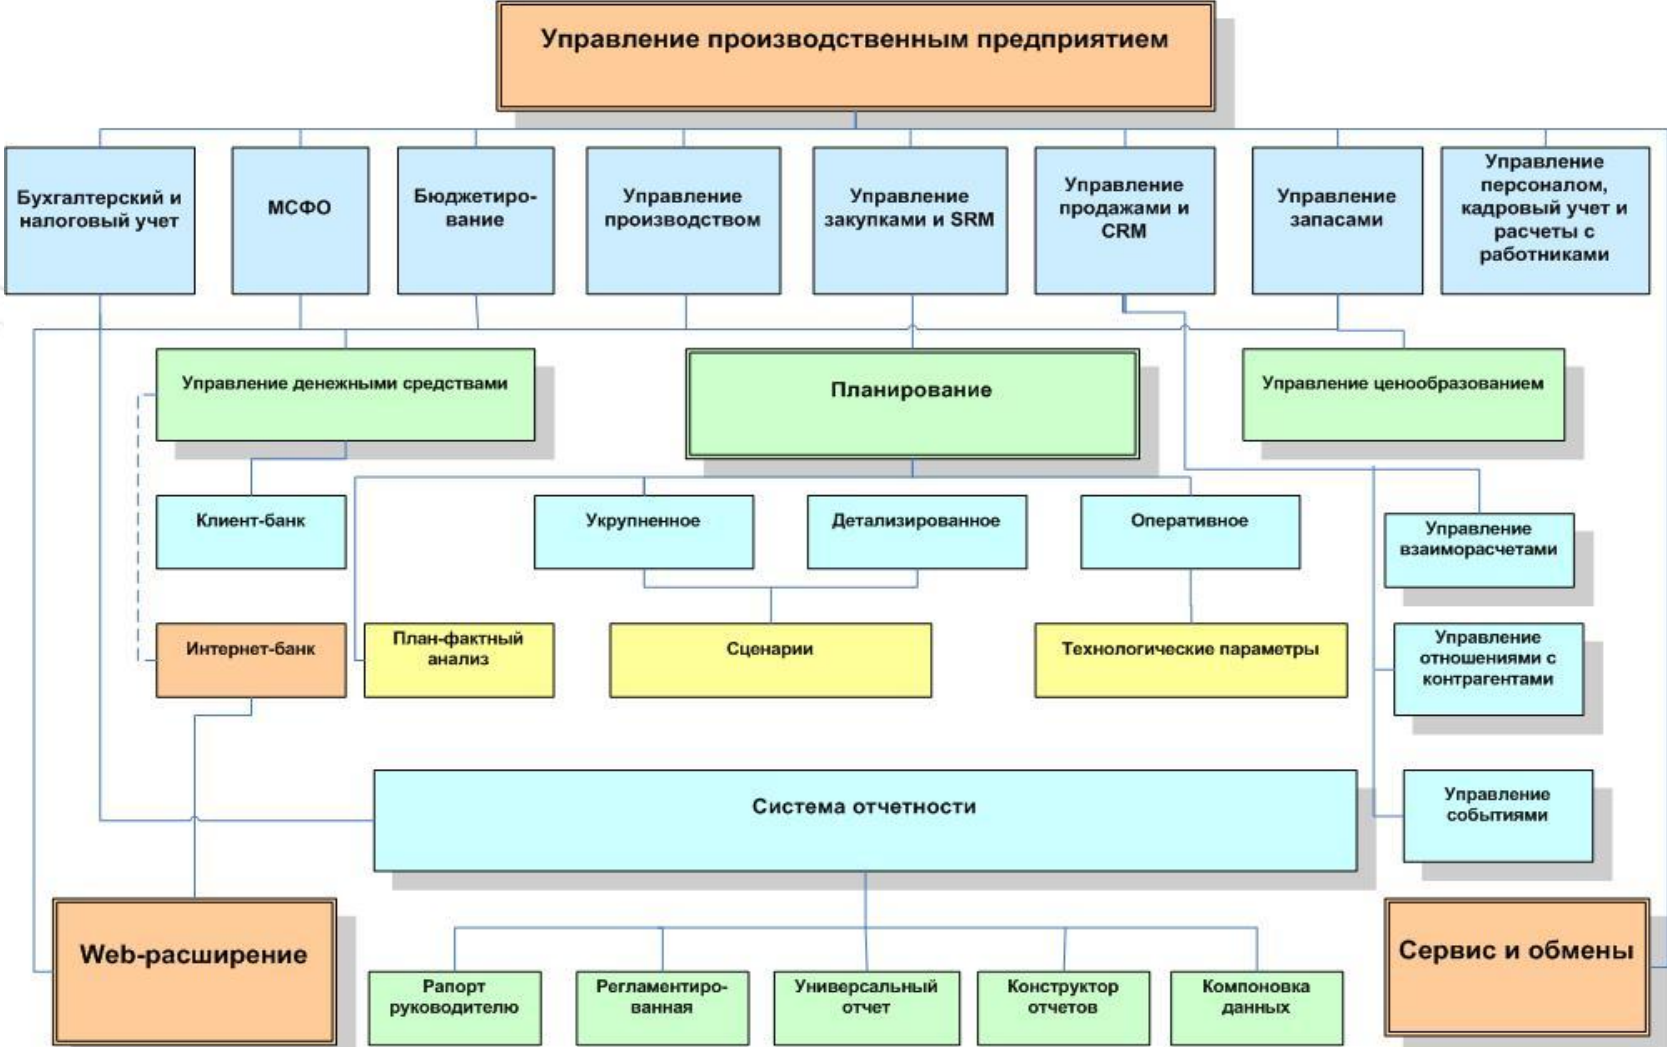 Управление производственным предприятием
Бухгалтерский и
налоговый учет
МСФО
Бюджетиро-
вание
Управление
производством
Управление
закупками и SRM
Управление
продажами и
CRM
Управление
запасами
Управление
персоналом,
кадровый учет и
расчеты с
работниками
Управление денежными средствами
Планирование
Управление ценообразованием
Клиент-банк
Укрупненное
Детализированное
Оперативное
Управление
взаиморасчетами
Интернет-банк
План-фактный
анализ
Сценарии
Технологические параметры
Управление
отношениями с
контрагентами
Система отчетности
Управление
событиями
Web-расширение
Рапорт
руководителю
Регламентиро-
ванная
Универсальный
отчет
Конструктор
отчетов
Компоновка
данных
Сервис и обмены